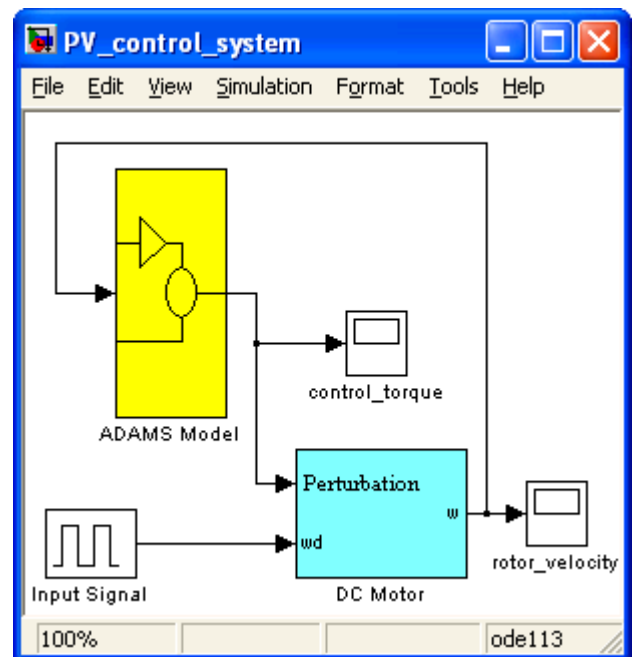 PV_control_system
File Edit View Simulation Format Tools Help
control_torque
ADAMS Model
Perturbation
w
wd
rotor_velocity
Input Signal
DC Motor
100%
ode113